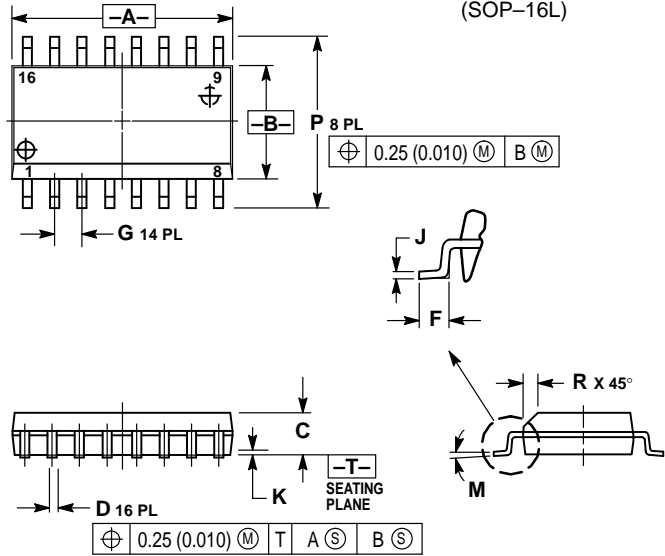 (SOP–16L)
–A–
16 9
–B–
P 8 PL
⌖ 0.25 (0.010) Ⓜ B Ⓜ
1 8
G 14 PL
J
F
R X 45°
C
–T–
SEATING
PLANE
K
M
D 16 PL
⌖ 0.25 (0.010) Ⓜ T A Ⓢ B Ⓢ